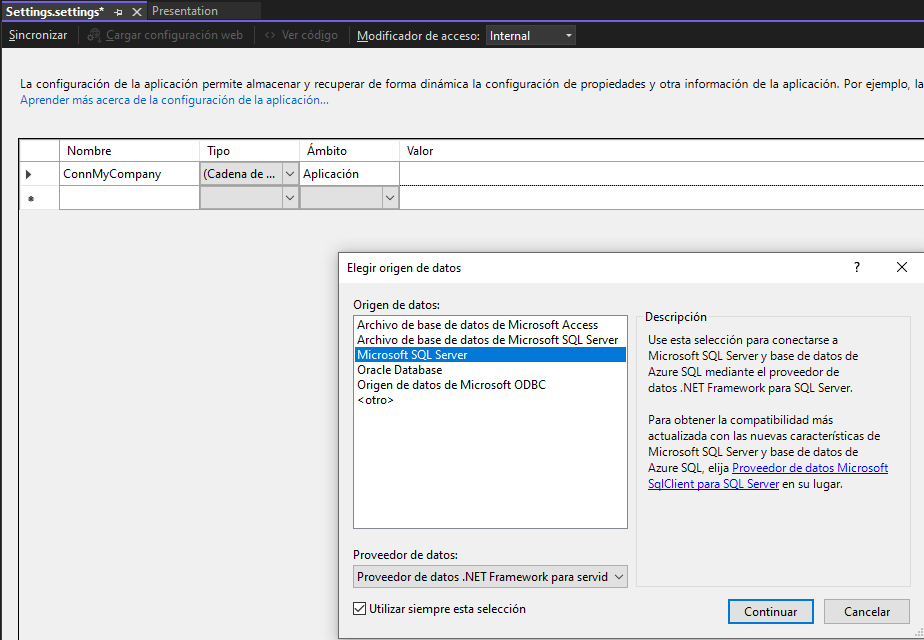 Settings.settings*
Presentation
Sincronizar
Cargar configuración web
<> Ver código
Modificador de acceso:
Internal
La configuración de la aplicación permite almacenar y recuperar de forma dinámica la configuración de propiedades y otra información de la aplicación. Por ejemplo, la
Aprender más acerca de la configuración de la aplicación...
Nombre
Tipo
Ámbito
Valor
ConnMyCompany
(Cadena de ...
Aplicación
Elegir origen de datos
?
Origen de datos:
Archivo de base de datos de Microsoft Access
Archivo de base de datos de Microsoft SQL Server
Microsoft SQL Server
Oracle Database
Origen de datos de Microsoft ODBC
<otro>
Descripción
Use esta selección para conectarse a
Microsoft SQL Server y base de datos de
Azure SQL mediante el proveedor de
datos .NET Framework para SQL Server.
Para obtener la compatibilidad más
actualizada con las nuevas características de
Microsoft SQL Server y base de datos de
Azure SQL, elija Proveedor de datos Microsoft
SqlClient para SQL Server en su lugar.
Proveedor de datos:
Proveedor de datos .NET Framework para servid
Utilizar siempre esta selección
Continuar
Cancelar